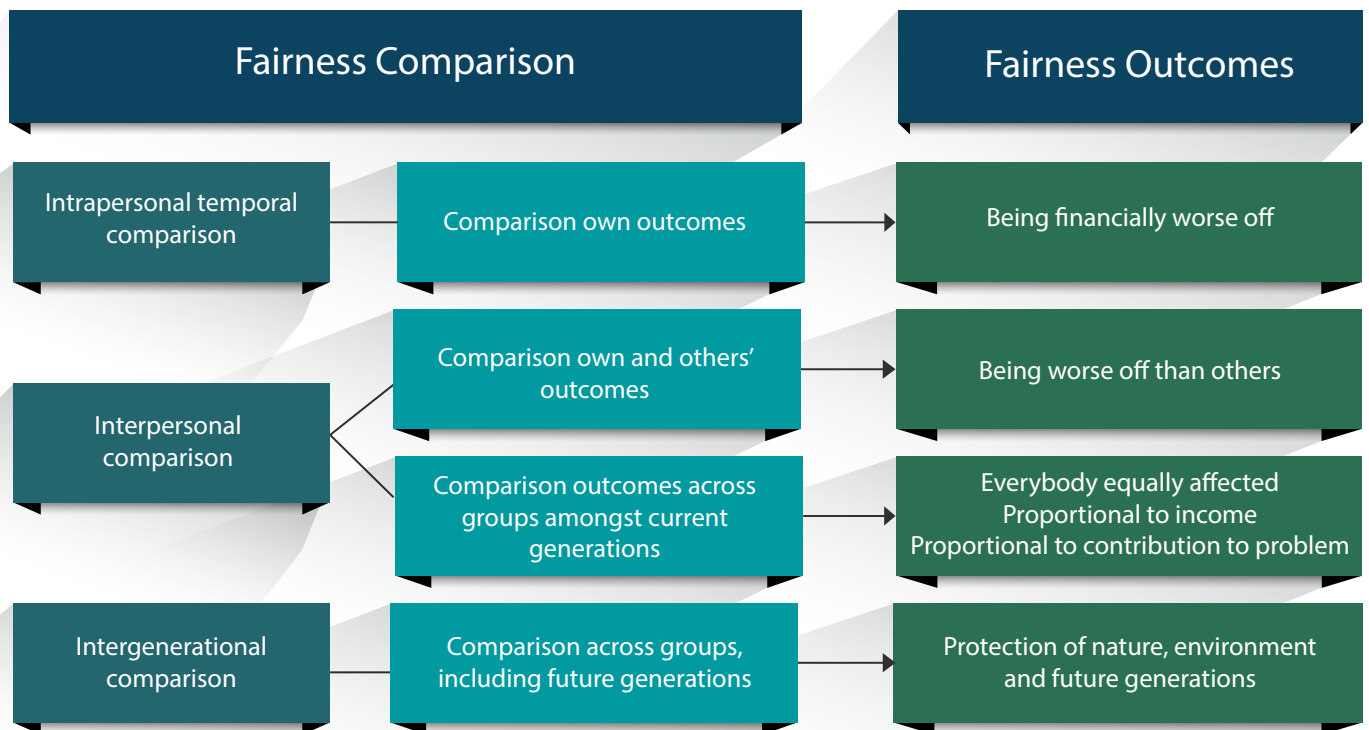 Fairness Comparison
Fairness Outcomes
Intrapersonal temporal
comparison
Comparison own outcomes
Being financially worse off
Interpersonal
comparison
Comparison own and others’
outcomes
Being worse off than others
Comparison outcomes across
groups amongst current
generations
Everybody equally affected
Proportional to income
Proportional to contribution to problem
Intergenerational
comparison
Comparison across groups,
including future generations
Protection of nature, environment
and future generations